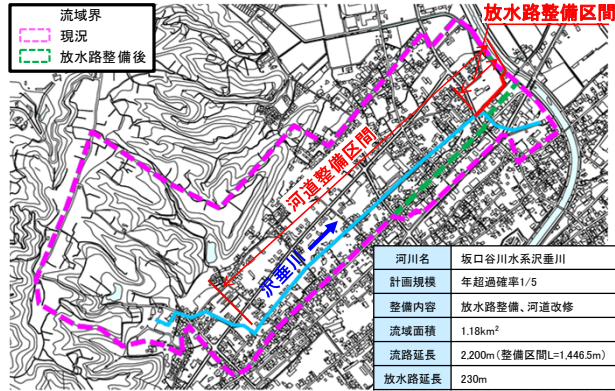 流域界
現況
放水路整備後
放水路整備区間
河道整備区間
沢垂川
河川名 坂口谷川水系沢垂川
計画規模 年超過確率1/5
整備内容 放水路整備、河道改修
流域面積 1.18km²
流路延長 2,200m(整備区間L=1,446.5m)
放水路延長 230m